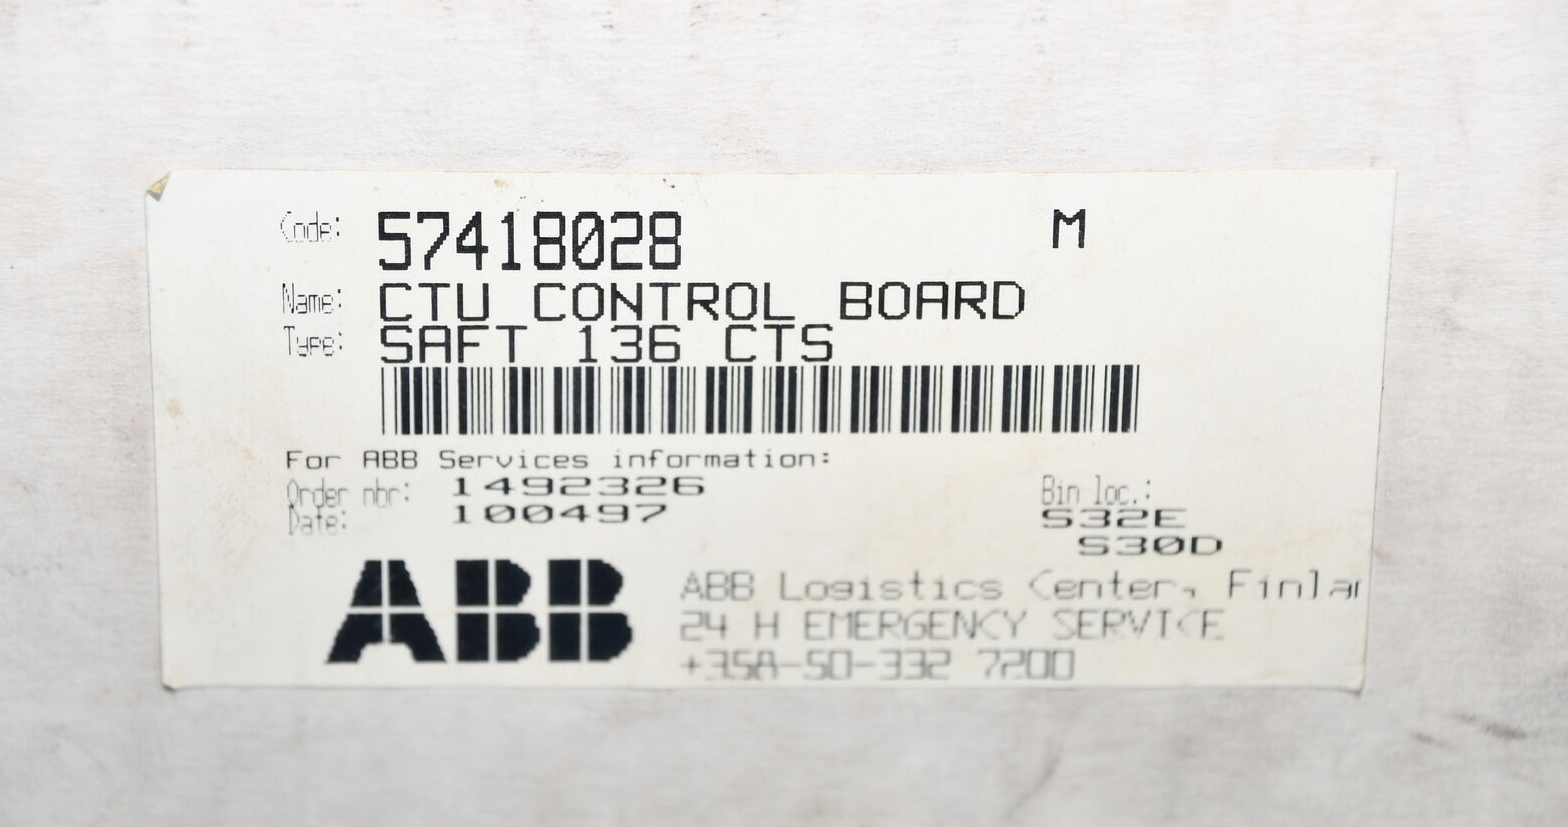 Code: 57418028 M
Name: CTU CONTROL BOARD
Type: SAFT 136 CTS
For ABB Services information:
Order nbr: 1492326 Bin loc.:
Date: 100497 S32E
S30D
ABB
ABB Logistics Center, Finlan
24 H EMERGENCY SERVICE
+358-50-332 7200